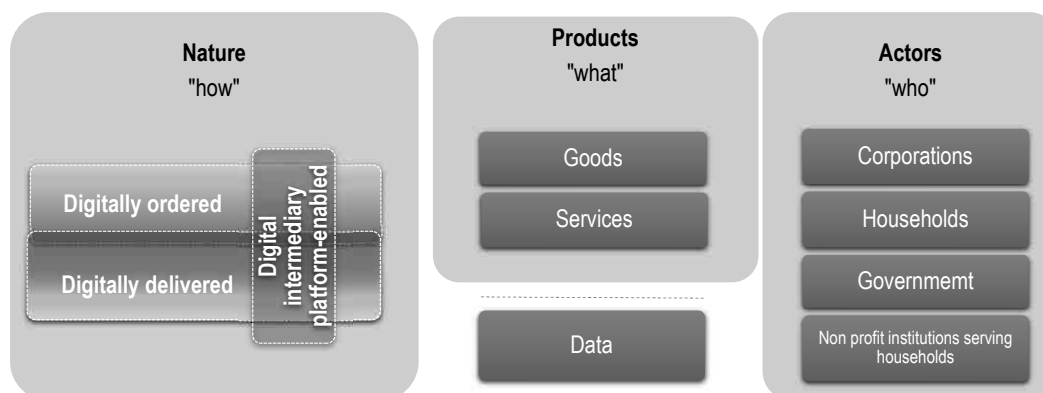 Nature
"how"
Digitally ordered
Digitally delivered
Digital
intermediary
platform-enabled
Products
"what"
Goods
Services
Data
Actors
"who"
Corporations
Households
Governmemt
Non profit institutions serving
households